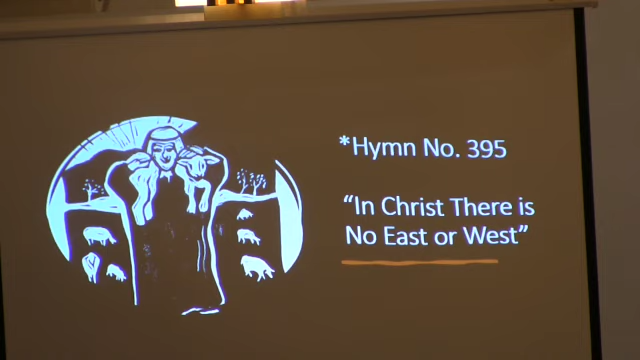 *Hymn No. 395
“In Christ There is
No East or West”